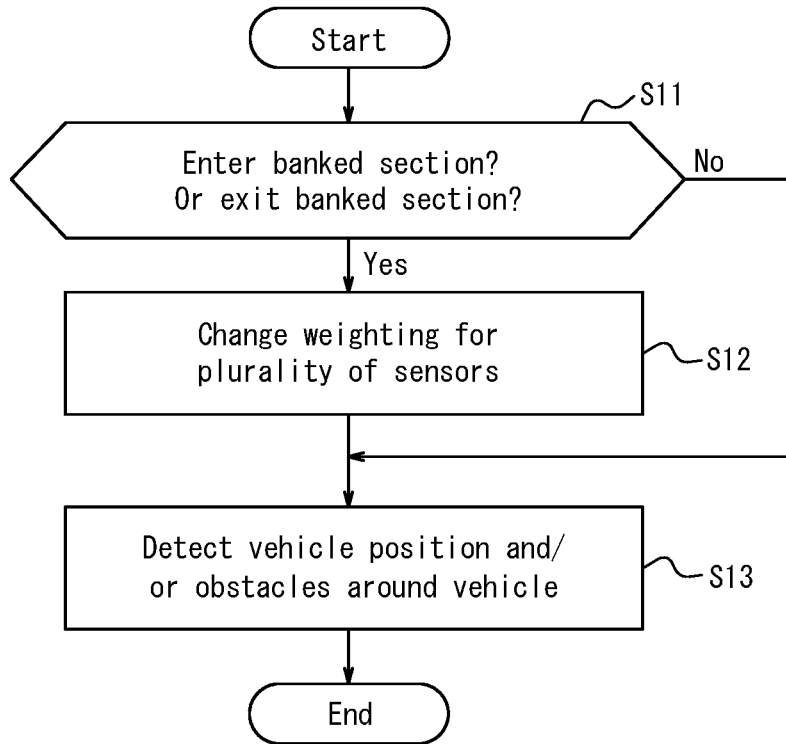 Start
S11
Enter banked section?
Or exit banked section?
No
Yes
Change weighting for
plurality of sensors
S12
Detect vehicle position and/
or obstacles around vehicle
S13
End